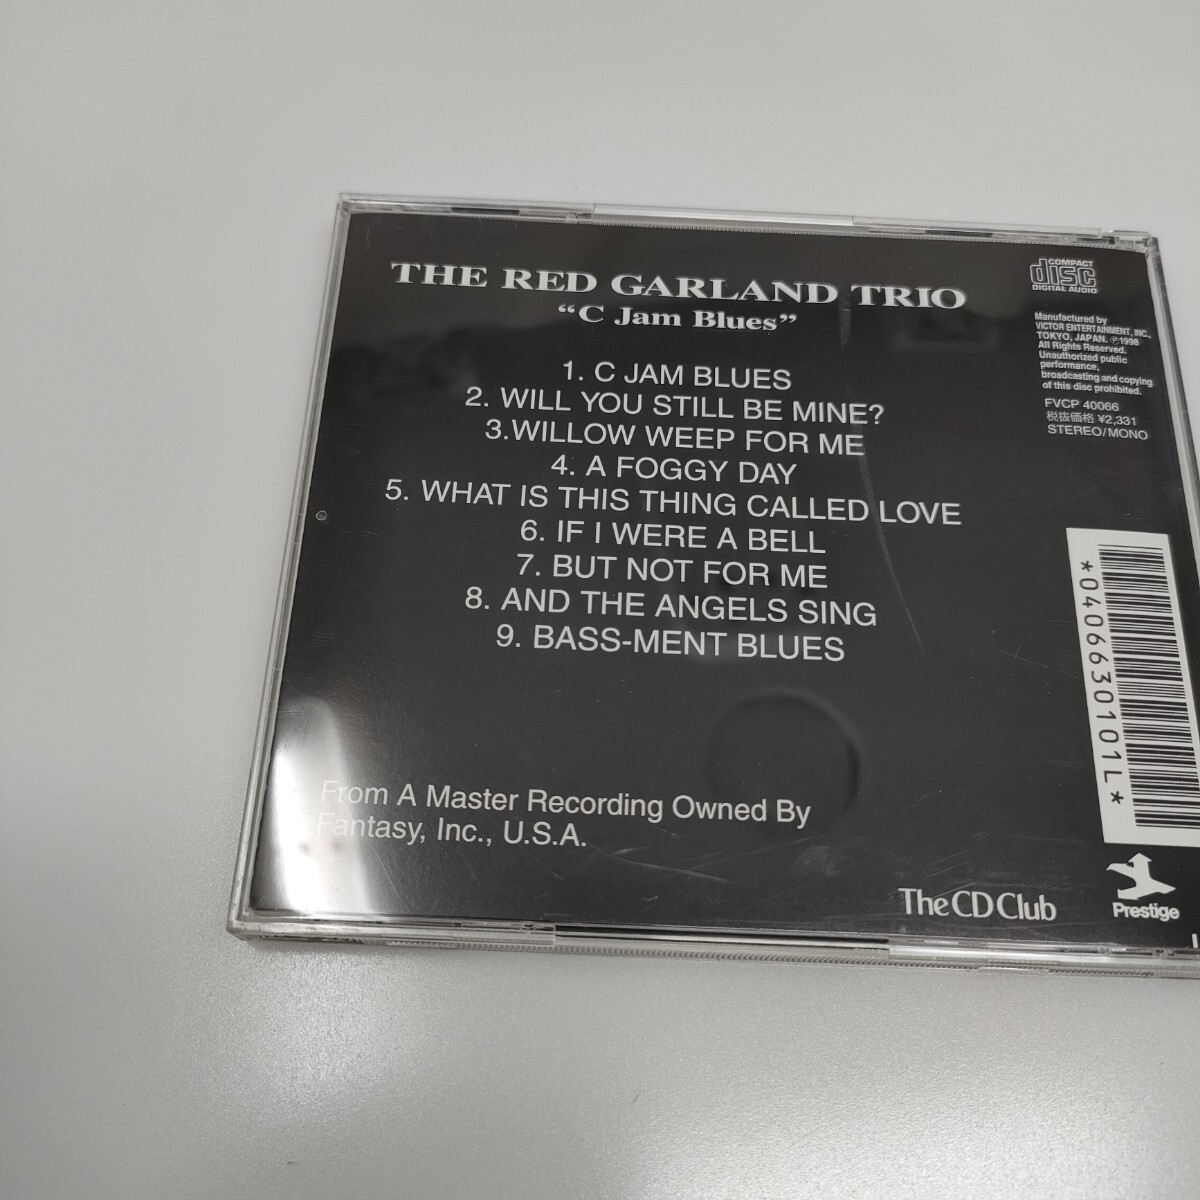 THE RED GARLAND TRIO
“C Jam Blues”
1. C JAM BLUES
2. WILL YOU STILL BE MINE?
3.WILLOW WEEP FOR ME
4. A FOGGY DAY
5. WHAT IS THIS THING CALLED LOVE
6. IF I WERE A BELL
7. BUT NOT FOR ME
8. AND THE ANGELS SING
9. BASS-MENT BLUES
From A Master Recording Owned By
Fantasy, Inc., U.S.A.
COMPACT
disc
DIGITAL AUDIO
Manufactured by
VICTOR ENTERTAINMENT, INC.,
TOKYO, JAPAN. ℗1998
All Rights Reserved.
Unauthorized public
performance,
broadcasting and copying
of this disc prohibited.
FVCP 40066
税抜価格 ¥2,331
STEREO/MONO
*0406630101L*
The CD Club
Prestige